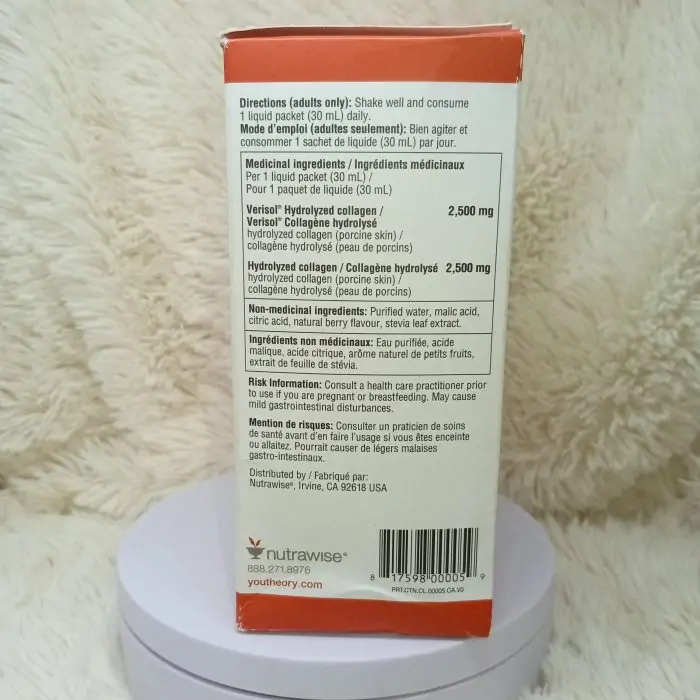 Directions (adults only): Shake well and consume
1 liquid packet (30 mL) daily.
Mode d'emploi (adultes seulement): Bien agiter et
consommer 1 sachet de liquide (30 mL) par jour.
Medicinal ingredients / Ingrédients médicinaux
Per 1 liquid packet (30 mL) /
Pour 1 paquet de liquide (30 mL)
Verisol® Hydrolyzed collagen / 2,500 mg
Verisol® Collagène hydrolysé
hydrolyzed collagen (porcine skin) /
collagène hydrolysé (peau de porcins)
Hydrolyzed collagen / Collagène hydrolysé 2,500 mg
hydrolyzed collagen (porcine skin) /
collagène hydrolysé (peau de porcins)
Non-medicinal ingredients: Purified water, malic acid,
citric acid, natural berry flavour, stevia leaf extract.
Ingrédients non médicinaux: Eau purifiée, acide
malique, acide citrique, arôme naturel de petits fruits,
extrait de feuille de stévia.
Risk Information: Consult a health care practitioner prior
to use if you are pregnant or breastfeeding. May cause
mild gastrointestinal disturbances.
Mention de risques: Consulter un praticien de soins
de santé avant d'en faire l'usage si vous êtes enceinte
ou allaitez. Pourrait causer de légers malaises
gastro-intestinaux.
Distributed by / Fabriqué par:
Nutrawise®, Irvine, CA 92618 USA
nutrawise®
888.271.8976
youtheory.com
8 17598 00005 9
PRT.CTN.CL.00005.CA.V0